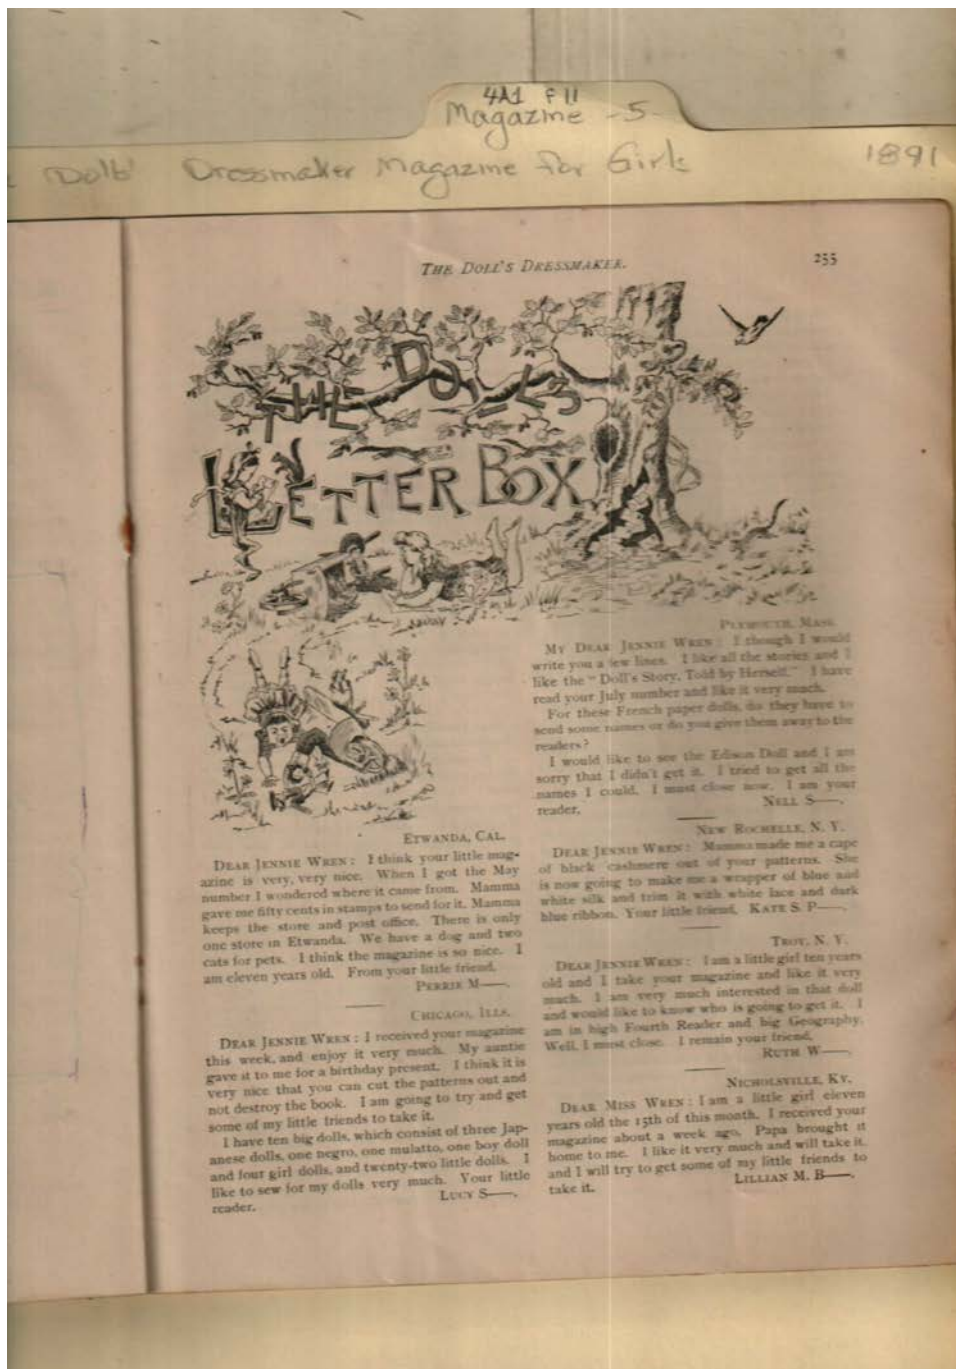 4A1 F 11
Magazine -5-
Dolls' Dressmaker Magazine for Girls 1891
THE DOLL'S DRESSMAKER.
255
THE DOLLS
LETTER BOX
ETWANDA, CAL.
DEAR JENNIE WREN: I think your little mag-
azine is very, very nice. When I got the May
number I wondered where it came from. Mamma
gave me fifty cents in stamps to send for it. Mamma
keeps the store and post office. There is only
one store in Etwanda. We have a dog and two
cats for pets. I think the magazine is so nice. I
am eleven years old. From your little friend,
PERRIE M——.
CHICAGO, ILLS.
DEAR JENNIE WREN: I received your magazine
this week, and enjoy it very much. My auntie
gave it to me for a birthday present. I think it is
very nice that you can cut the patterns out and
not destroy the book. I am going to try and get
some of my little friends to take it.
I have ten big dolls, which consist of three Jap-
anese dolls, one negro, one mulatto, one boy doll
and four girl dolls, and twenty-two little dolls. I
like to sew for my dolls very much. Your little
reader, LUCY S——.
PLYMOUTH, MASS.
MY DEAR JENNIE WREN: I though I would
write you a few lines. I like all the stories and I
like the "Doll's Story, Told by Herself." I have
read your July number and like it very much.
For these French paper dolls, do they have to
send some names or do you give them away to the
readers?
I would like to see the Edison Doll and I am
sorry that I didn't get it. I tried to get all the
names I could. I must close now. I am your
reader, NELL S——.
NEW ROCHELLE, N. Y.
DEAR JENNIE WREN: Mamma made me a cape
of black cashmere out of your patterns. She
is now going to make me a wrapper of blue and
white silk and trim it with white lace and dark
blue ribbon. Your little friend, KATE S. P——.
TROY, N. Y.
DEAR JENNIE WREN: I am a little girl ten years
old and I take your magazine and like it very
much. I am very much interested in that doll
and would like to know who is going to get it. I
am in high Fourth Reader and big Geography.
Well, I must close. I remain your friend,
RUTH W——.
NICHOLSVILLE, KY.
DEAR MISS WREN: I am a little girl eleven
years old the 15th of this month. I received your
magazine about a week ago. Papa brought it
home to me. I like it very much and will take it,
and I will try to get some of my little friends to
take it. LILLIAN M. B——.